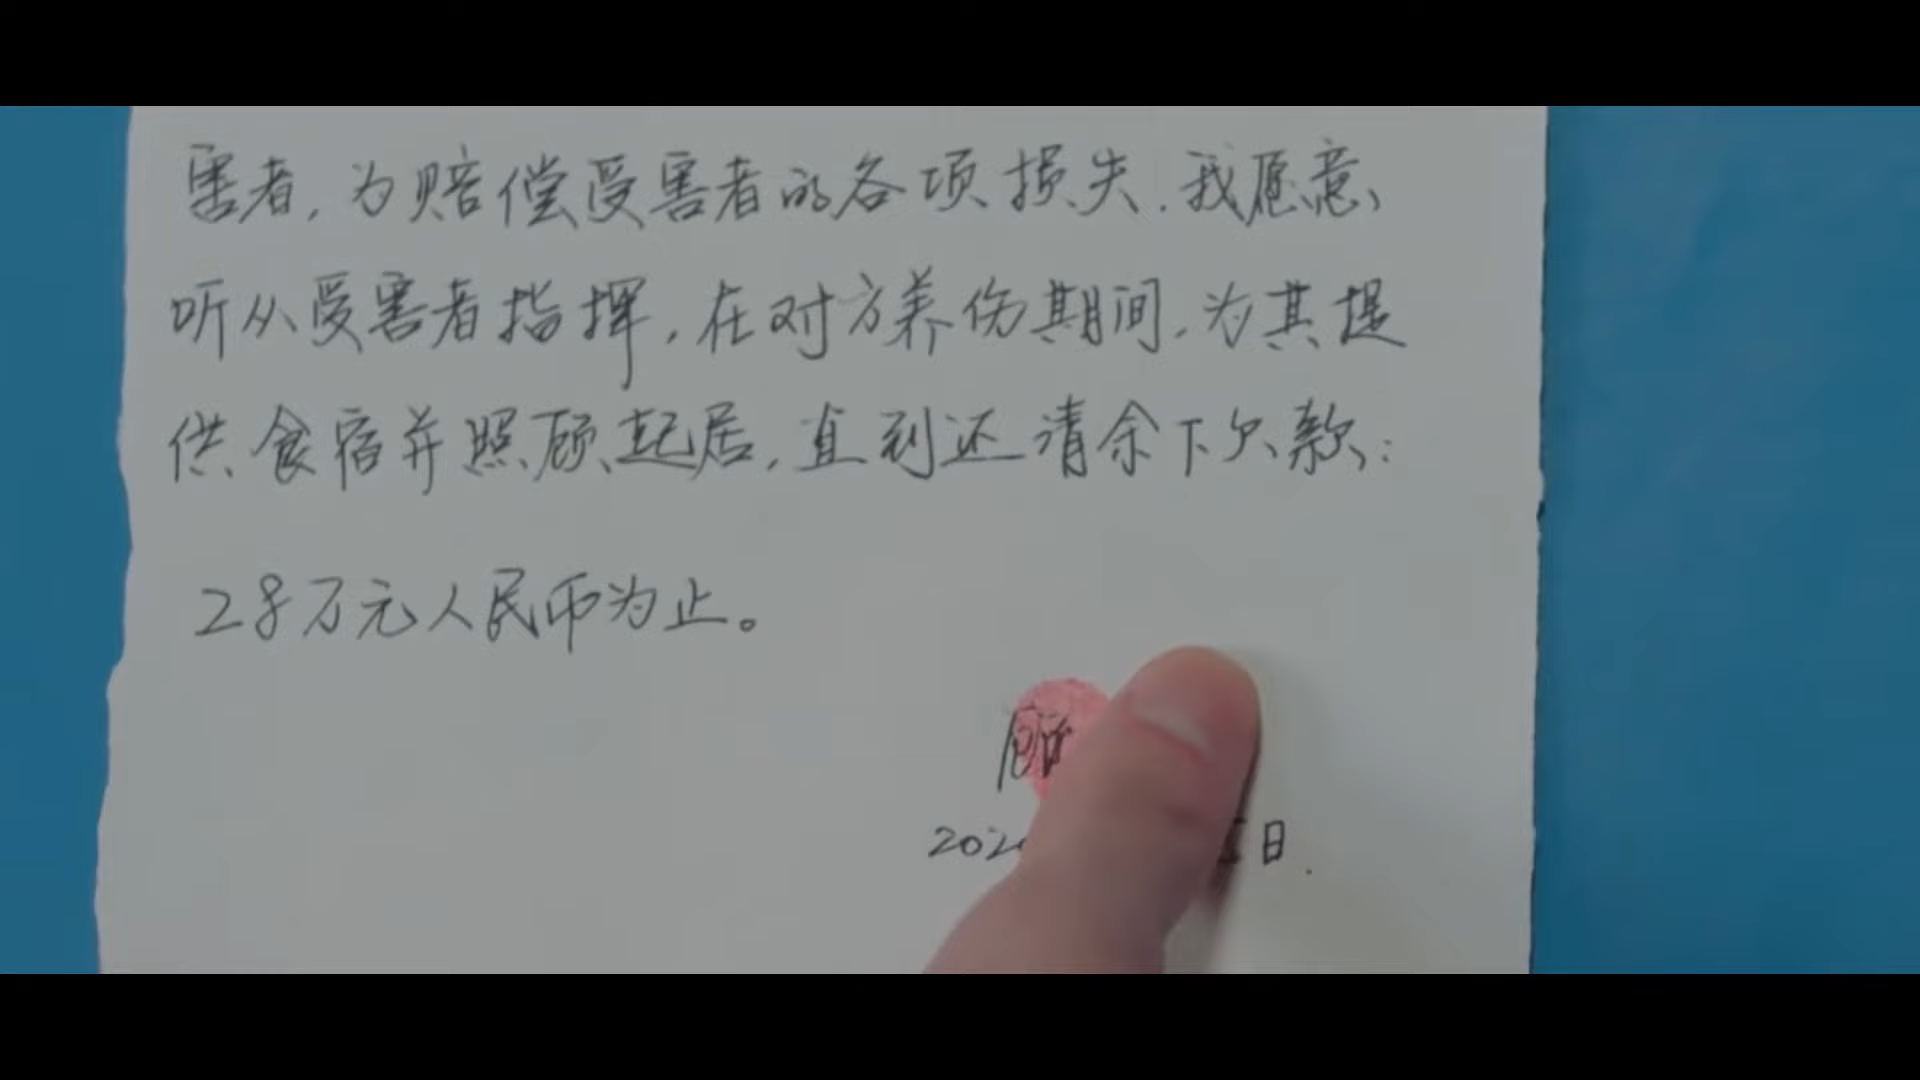 害者，为赔偿受害者的各项损失，我愿意
听从受害者指挥，在对方养伤期间，为其提
供食宿并照顾起居，直到还清余下欠款：
28万元人民币为止。
202
日.